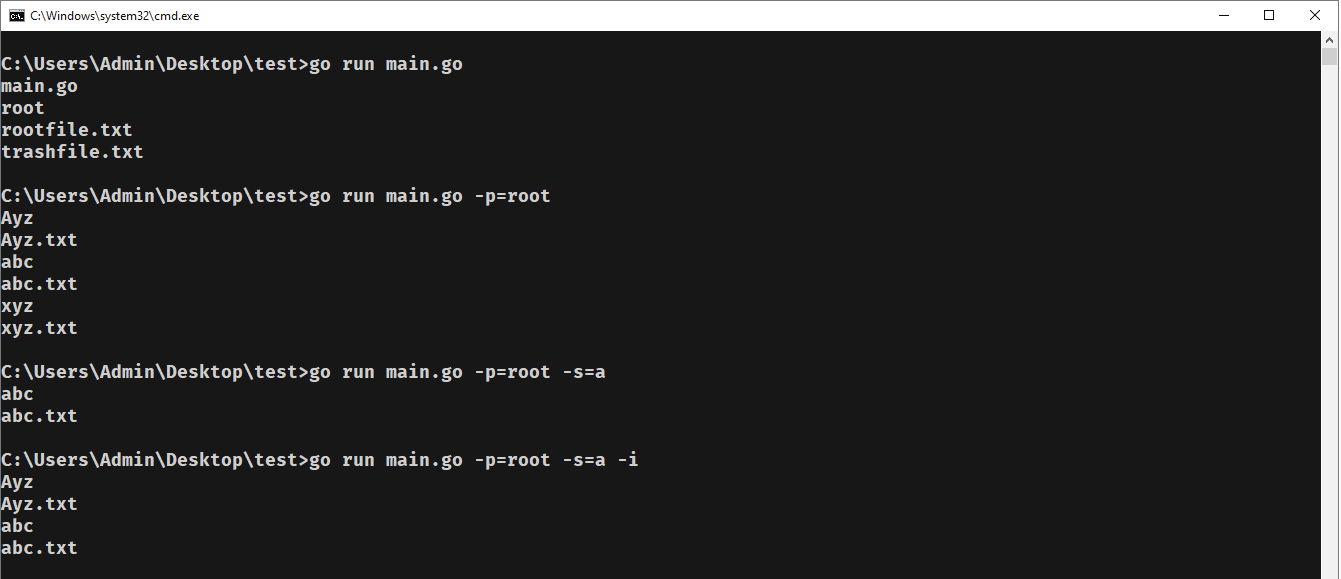 C:\Windows\system32\cmd.exe
C:\Users\Admin\Desktop\test>go run main.go
main.go
root
rootfile.txt
trashfile.txt
C:\Users\Admin\Desktop\test>go run main.go -p=root
Ayz
Ayz.txt
abc
abc.txt
xyz
xyz.txt
C:\Users\Admin\Desktop\test>go run main.go -p=root -s=a
abc
abc.txt
C:\Users\Admin\Desktop\test>go run main.go -p=root -s=a -i
Ayz
Ayz.txt
abc
abc.txt